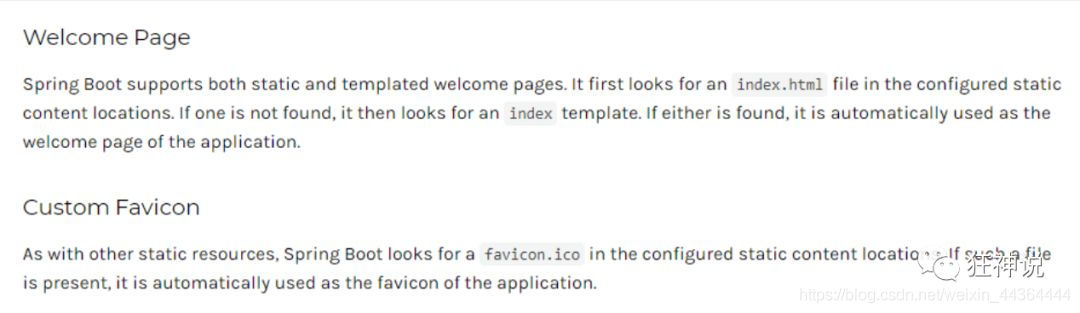 Welcome Page
Spring Boot supports both static and templated welcome pages. It first looks for an index.html file in the configured static
content locations. If one is not found, it then looks for an index template. If either is found, it is automatically used as the
welcome page of the application.
Custom Favicon
As with other static resources, Spring Boot looks for a favicon.ico in the configured static content locations. If such a file
is present, it is automatically used as the favicon of the application.
狂神说
https://blog.csdn.net/weixin_44364444